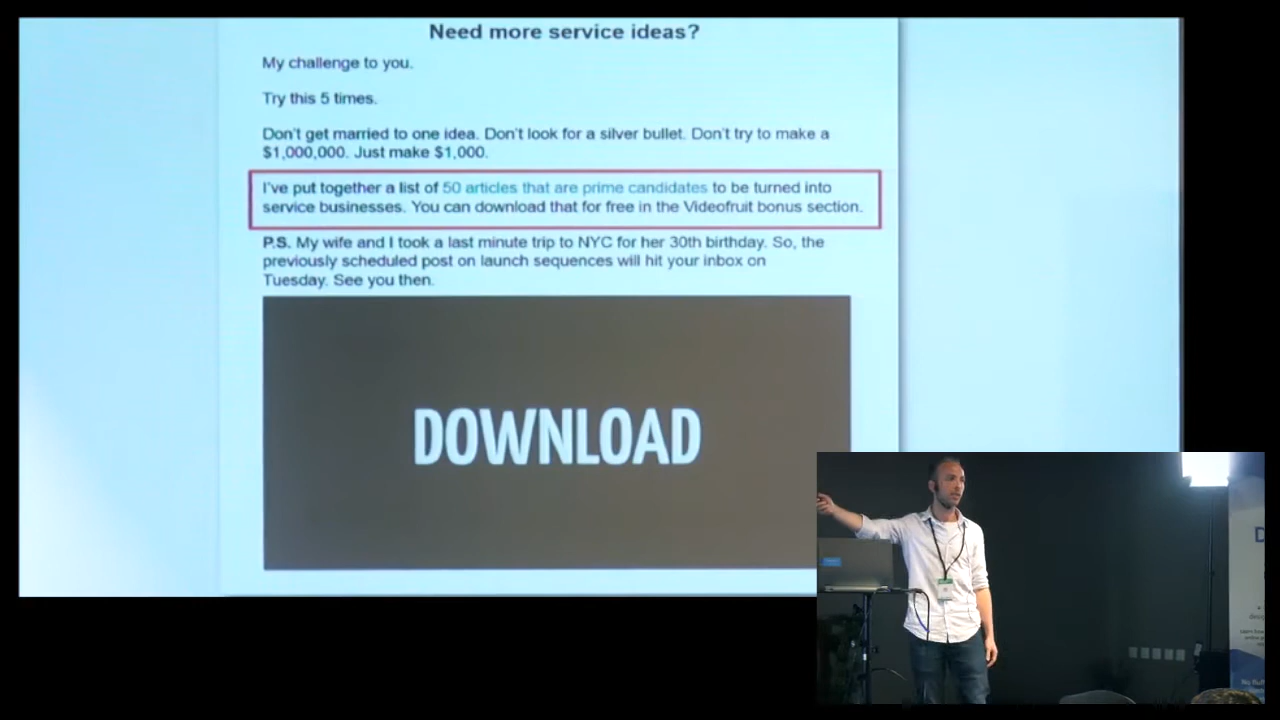 Need more service ideas?
My challenge to you.
Try this 5 times.
Don't get married to one idea. Don't look for a silver bullet. Don't try to make a
$1,000,000. Just make $1,000.
I've put together a list of 50 articles that are prime candidates to be turned into
service businesses. You can download that for free in the Videofruit bonus section.
P.S. My wife and I took a last minute trip to NYC for her 30th birthday. So, the
previously scheduled post on launch sequences will hit your inbox on
Tuesday. See you then.
DOWNLOAD